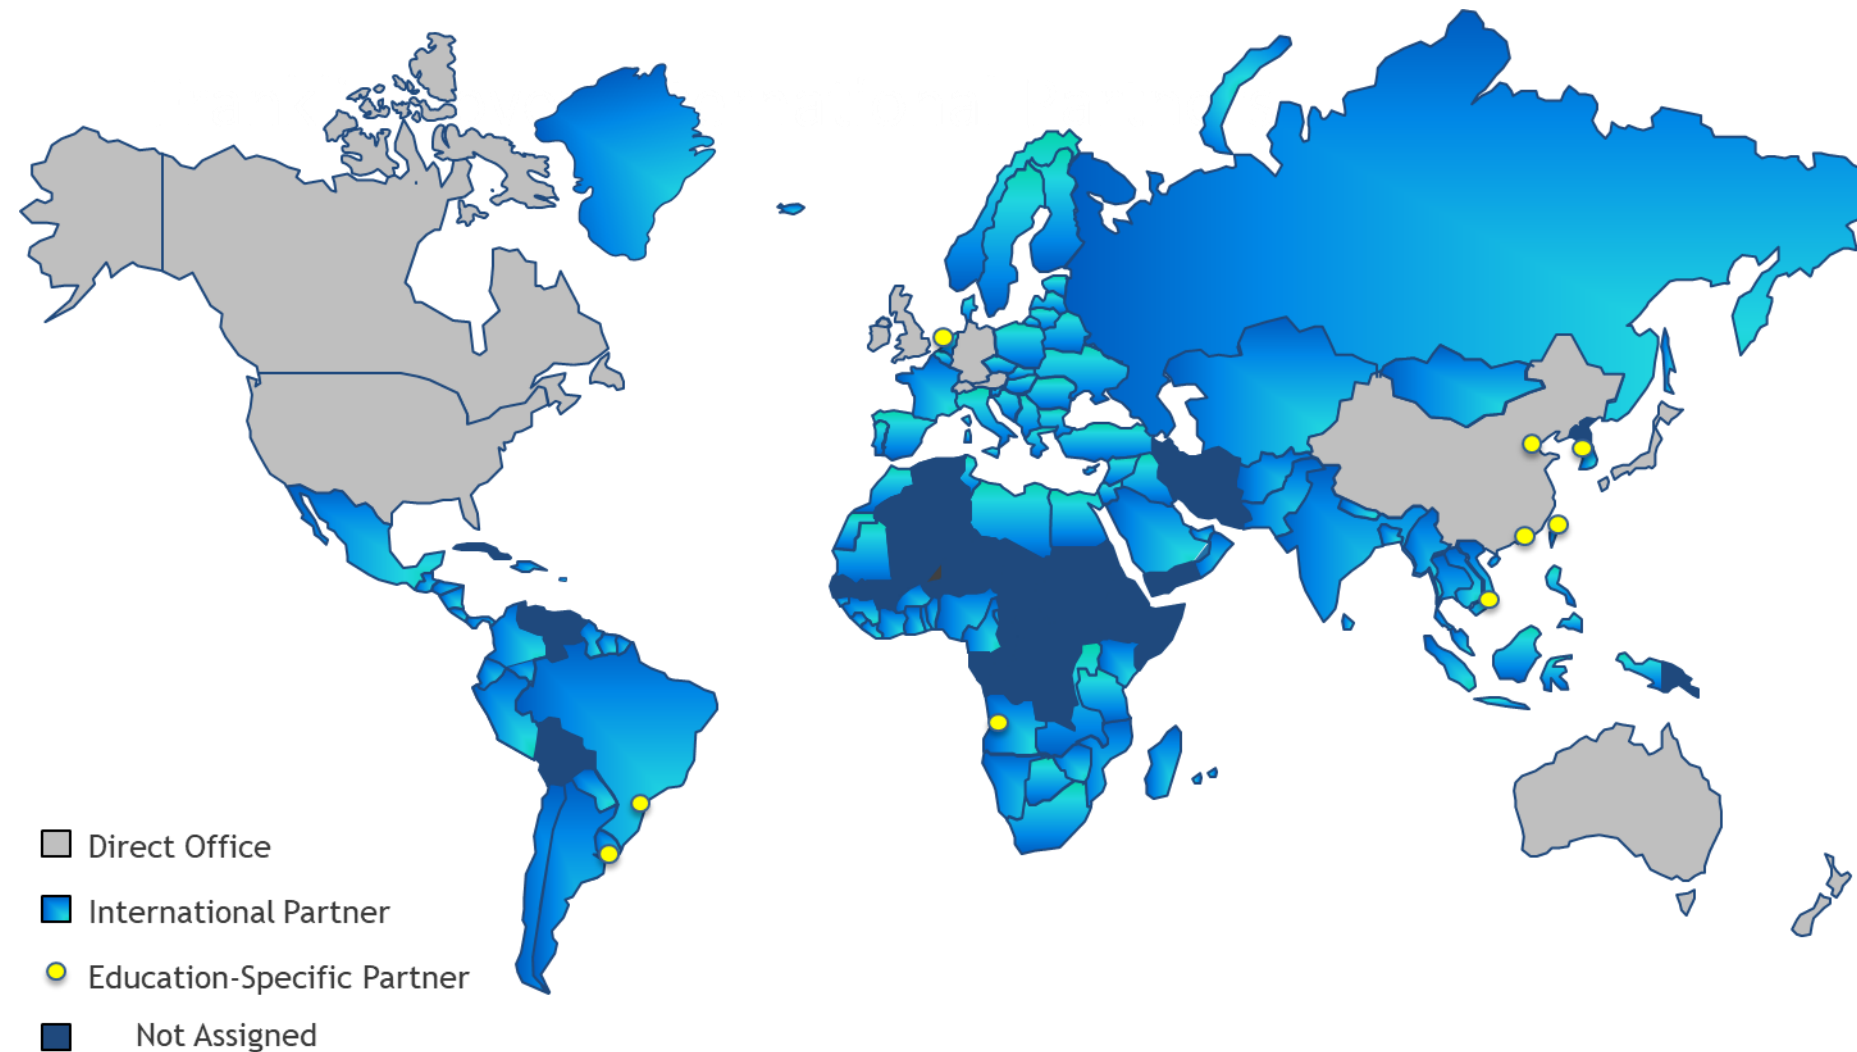 Direct Office
International Partner
Education-Specific Partner
Not Assigned